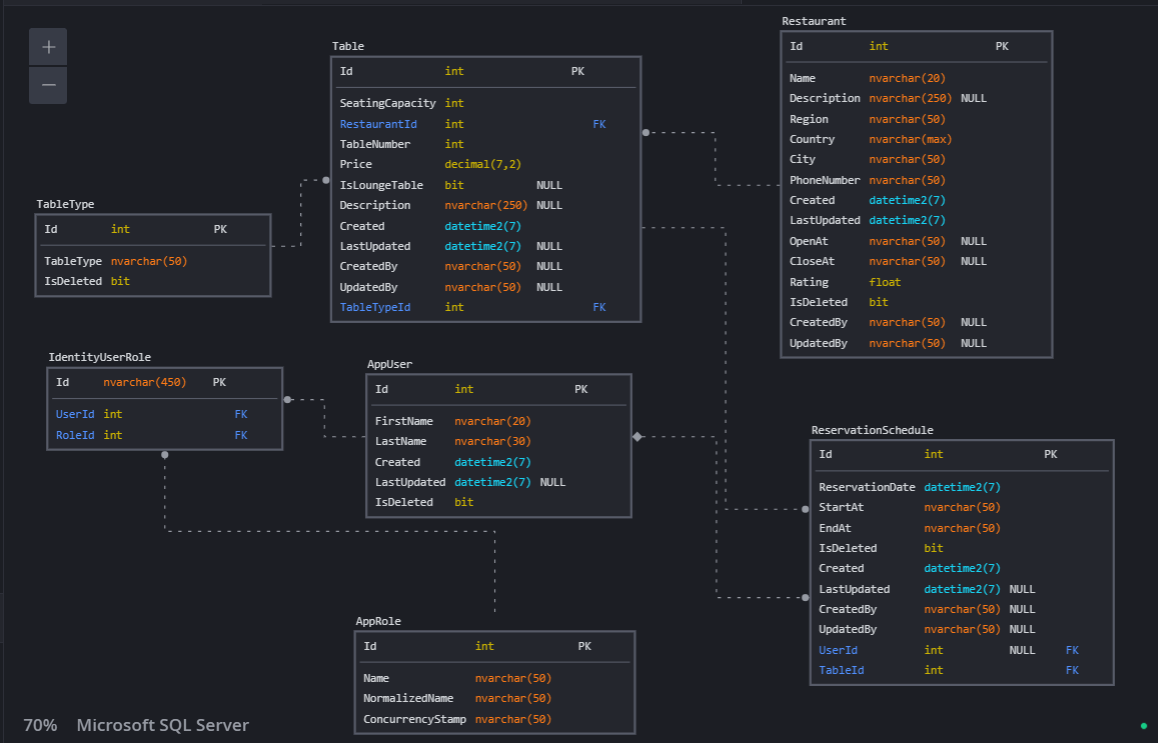 +
−
Table
Id int PK
SeatingCapacity int
RestaurantId int FK
TableNumber int
Price decimal(7,2)
IsLoungeTable bit NULL
Description nvarchar(250) NULL
Created datetime2(7)
LastUpdated datetime2(7) NULL
CreatedBy nvarchar(50) NULL
UpdatedBy nvarchar(50) NULL
TableTypeId int FK
Restaurant
Id int PK
Name nvarchar(20)
Description nvarchar(250) NULL
Region nvarchar(50)
Country nvarchar(max)
City nvarchar(50)
PhoneNumber nvarchar(50)
Created datetime2(7)
LastUpdated datetime2(7)
OpenAt nvarchar(50) NULL
CloseAt nvarchar(50) NULL
Rating float
IsDeleted bit
CreatedBy nvarchar(50) NULL
UpdatedBy nvarchar(50) NULL
TableType
Id int PK
TableType nvarchar(50)
IsDeleted bit
IdentityUserRole
Id nvarchar(450) PK
UserId int FK
RoleId int FK
AppUser
Id int PK
FirstName nvarchar(20)
LastName nvarchar(30)
Created datetime2(7)
LastUpdated datetime2(7) NULL
IsDeleted bit
ReservationSchedule
Id int PK
ReservationDate datetime2(7)
StartAt nvarchar(50)
EndAt nvarchar(50)
IsDeleted bit
Created datetime2(7)
LastUpdated datetime2(7) NULL
CreatedBy nvarchar(50) NULL
UpdatedBy nvarchar(50) NULL
UserId int NULL FK
TableId int FK
AppRole
Id int PK
Name nvarchar(50)
NormalizedName nvarchar(50)
ConcurrencyStamp nvarchar(50)
70% Microsoft SQL Server